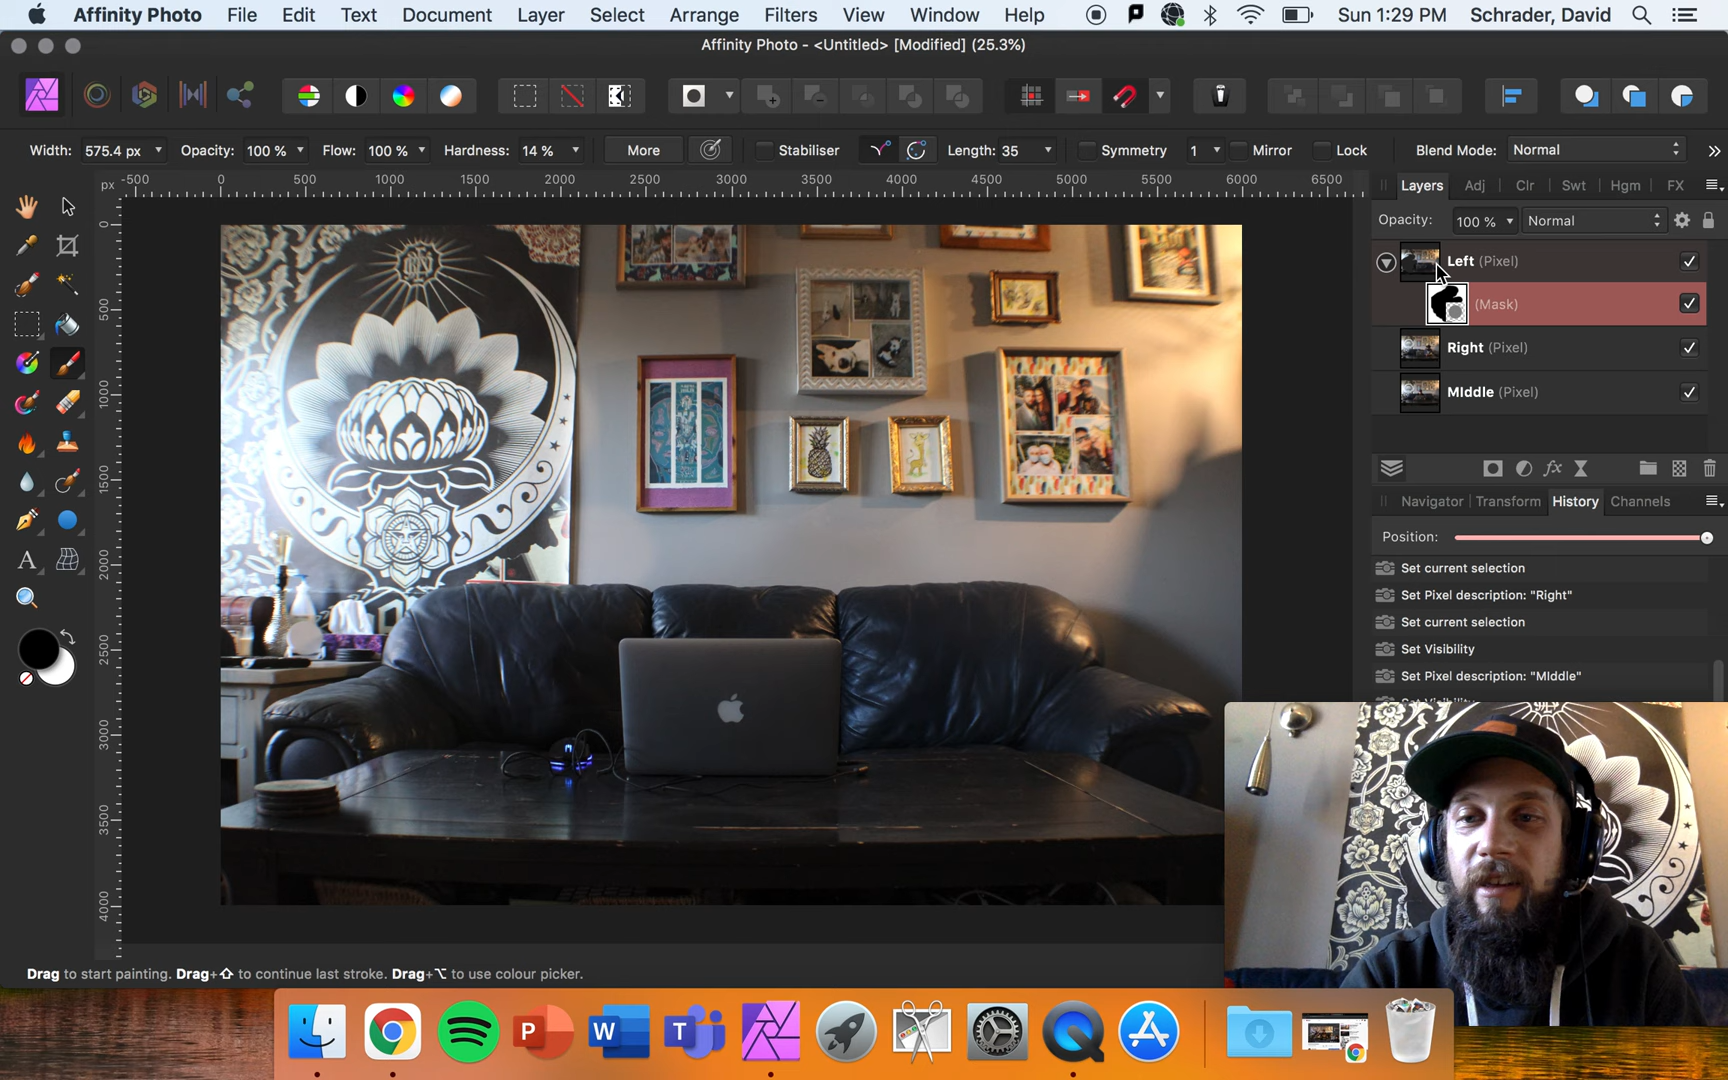 Affinity Photo File Edit Text Document Layer Select Arrange Filters View Window Help Sun 1:29 PM Schrader, David
Affinity Photo - <Untitled> [Modified] (25.3%)
Width: 575.4 px Opacity: 100 % Flow: 100 % Hardness: 14 % More Stabiliser Length: 35 Symmetry 1 Mirror Lock Blend Mode: Normal »
px -500 0 500 1000 1500 2000 2500 3000 3500 4000 4500 5000 5500 6000 6500
Layers Adj Clr Swt Hgm FX
Opacity: 100 % Normal
Left (Pixel)
(Mask)
Right (Pixel)
MIddle (Pixel)
0
500
1000
1500
2000
2500
3000
3500
4000
Navigator Transform History Channels
Position:
Set current selection
Set Pixel description: "Right"
Set current selection
Set Visibility
Set Pixel description: "MIddle"
Set Visibility
A
Drag to start painting. Drag+⇧ to continue last stroke. Drag+⌥ to use colour picker.
P W T